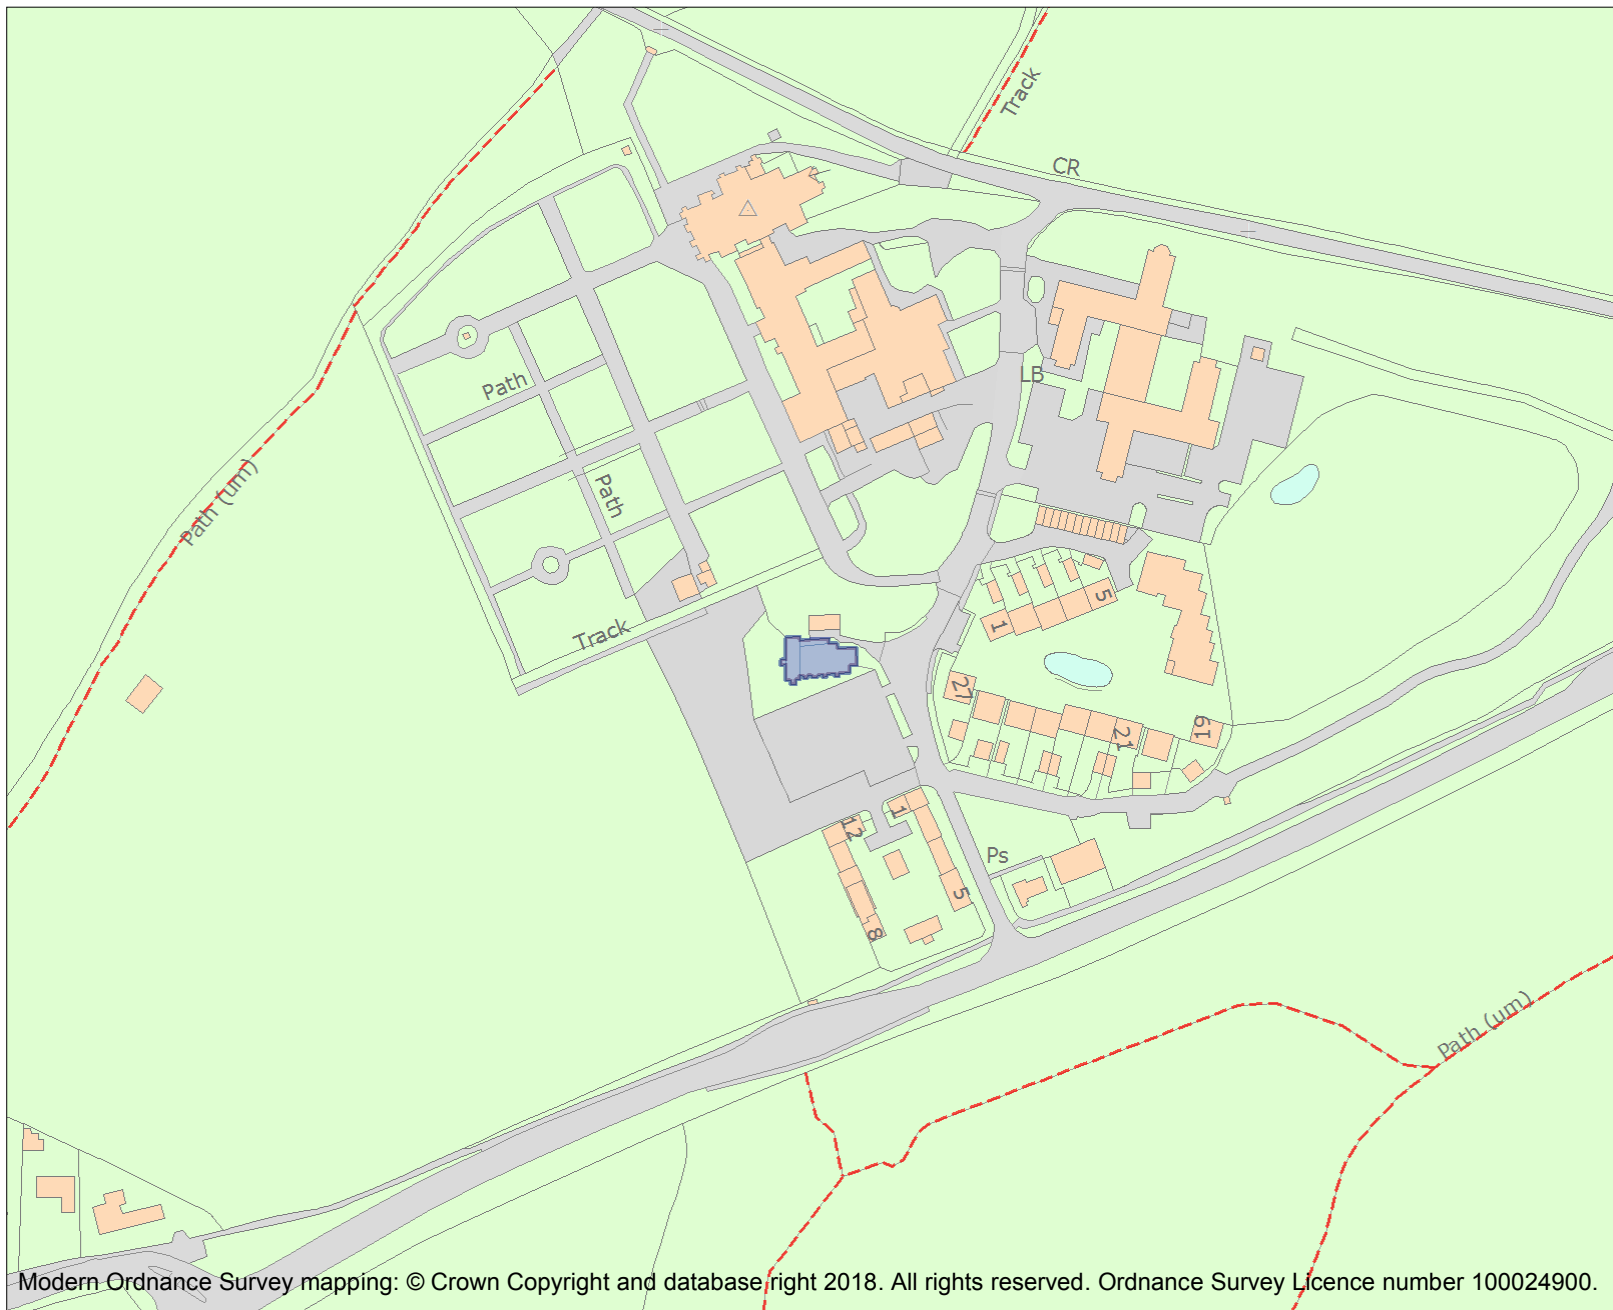 Track
CR
Path
LB
Path
Path (um)
5
1
Track
27
21
19
1
12
Ps
5
8
Path (um)
Modern Ordnance Survey mapping: © Crown Copyright and database right 2018. All rights reserved. Ordnance Survey Licence number 100024900.